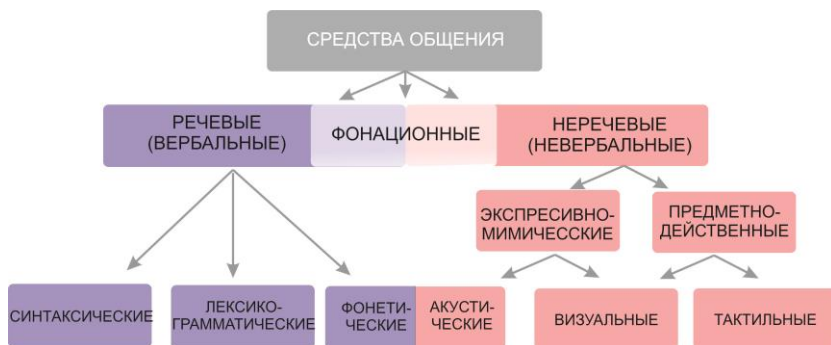 СРЕДСТВА ОБЩЕНИЯ
РЕЧЕВЫЕ
(ВЕРБАЛЬНЫЕ)
ФОНАЦИОННЫЕ
НЕРЕЧЕВЫЕ
(НЕВЕРБАЛЬНЫЕ)
ЭКСПРЕСИВНО-
МИМИЧЕССКИЕ
ПРЕДМЕТНО-
ДЕЙСТВЕННЫЕ
СИНТАКСИЧЕСКИЕ
ЛЕКСИКО-
ГРАММАТИЧЕСКИЕ
ФОНЕТИ-
ЧЕСКИЕ
АКУСТИ-
ЧЕСКИЕ
ВИЗУАЛЬНЫЕ
ТАКТИЛЬНЫЕ